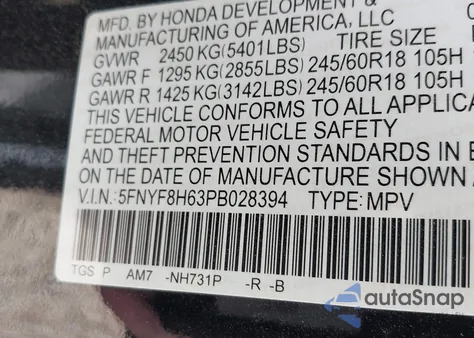 MFD. BY HONDA DEVELOPMENT &
MANUFACTURING OF AMERICA, LLC
GVWR 2450 KG(5401LBS) TIRE SIZE
GAWR F 1295 KG(2855LBS) 245/60R18 105H
GAWR R 1425 KG(3142LBS) 245/60R18 105H
THIS VEHICLE CONFORMS TO ALL APPLICA
FEDERAL MOTOR VEHICLE SAFETY
AND THEFT PREVENTION STANDARDS IN E
ON THE DATE OF MANUFACTURE SHOWN A
V.I.N.: 5FNYF8H63PB028394 TYPE: MPV
TGS P AM7 -NH731P -R -B
autoSnap